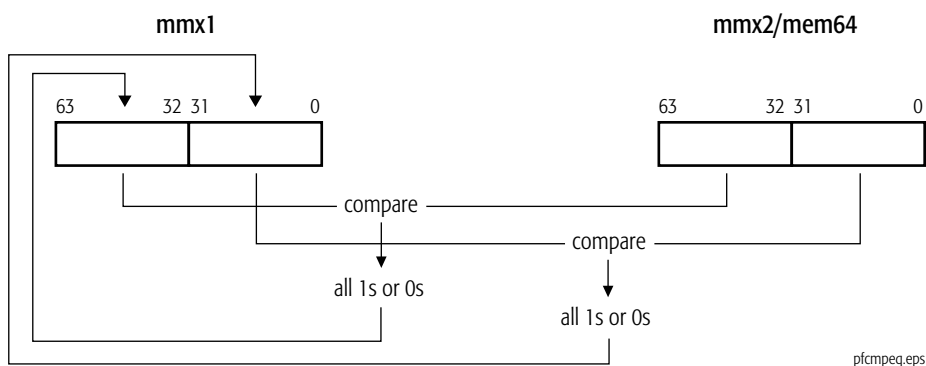 mmx1 mmx2/mem64
63 32 31 0 63 32 31 0
compare
compare
all 1s or 0s
all 1s or 0s
pfcmpeq.eps